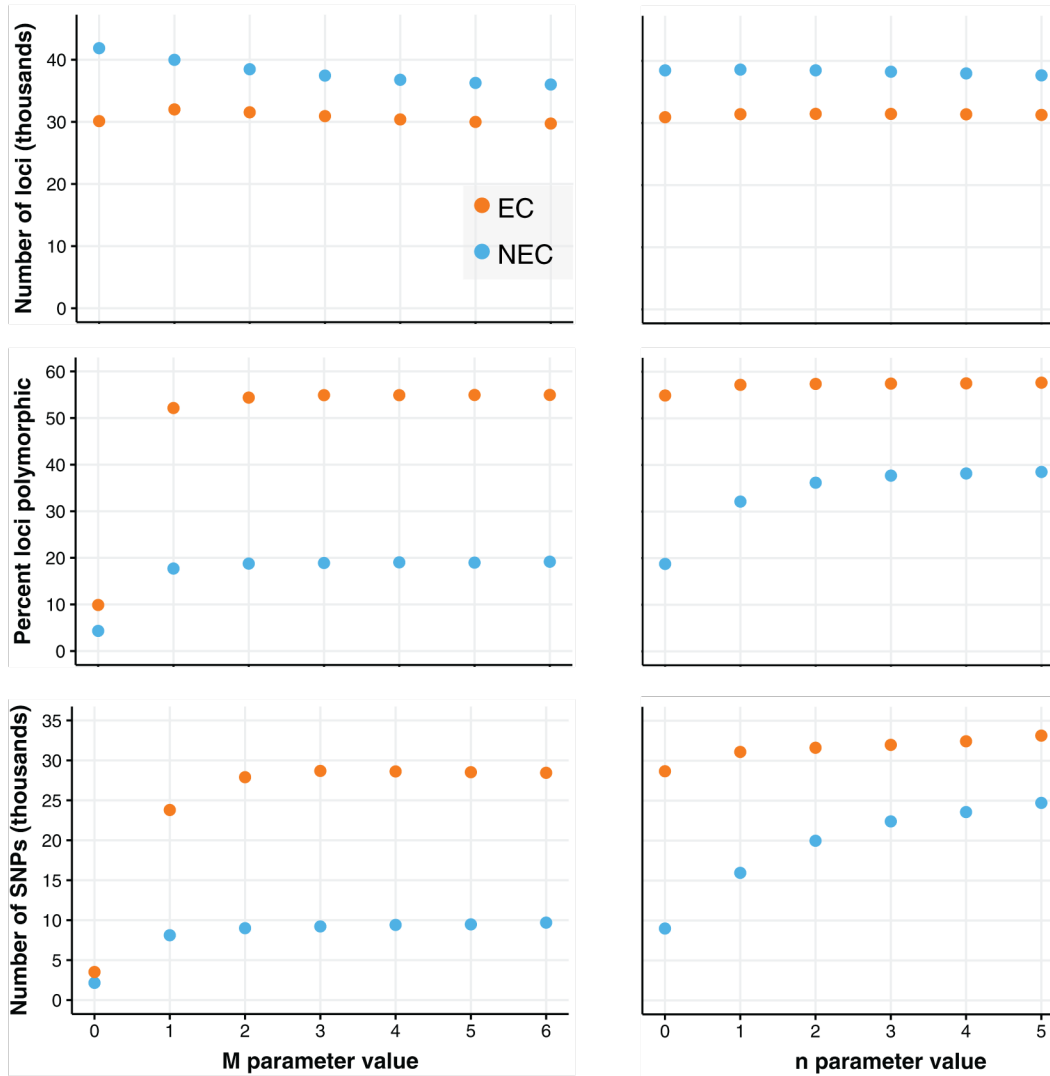 Number of loci (thousands)
40
30
20
10
0
EC
NEC
Percent loci polymorphic
60
50
40
30
20
10
0
Number of SNPs (thousands)
35
30
25
20
15
10
5
0
0 1 2 3 4 5 6
M parameter value
0 1 2 3 4 5
n parameter value